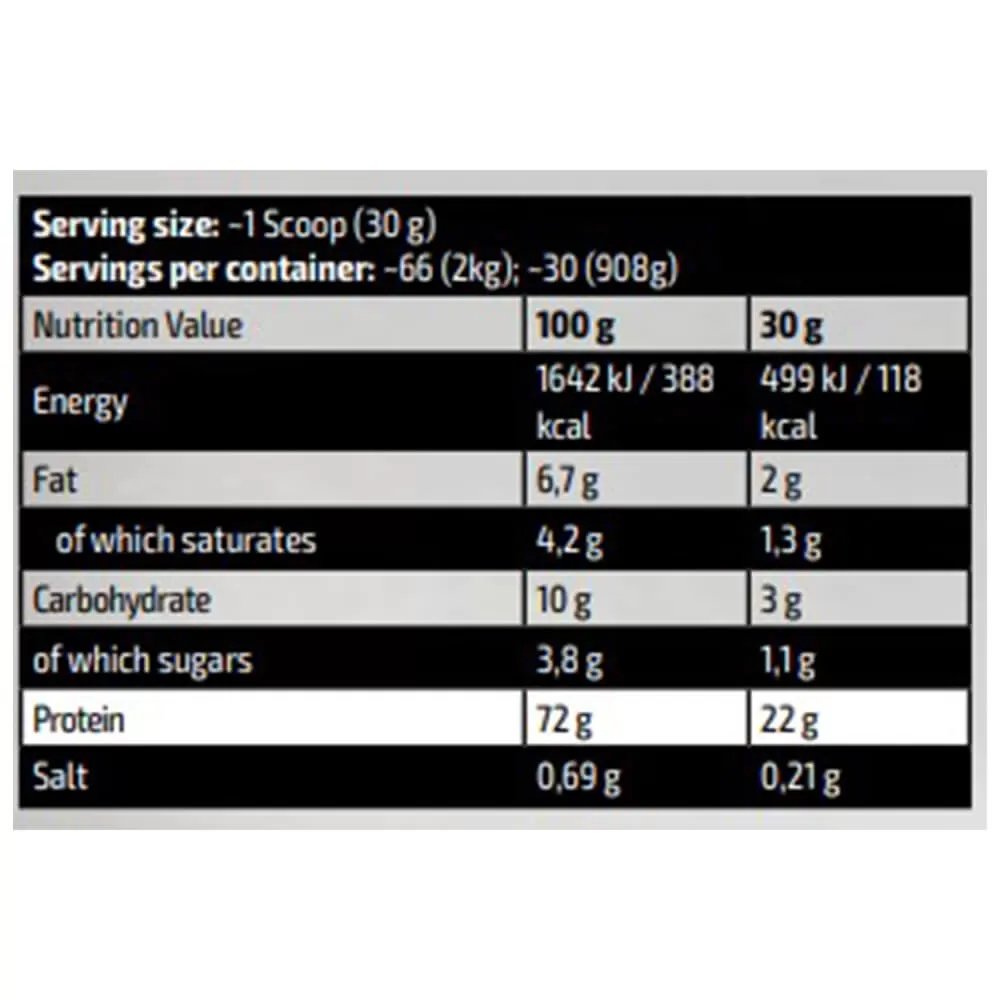 Serving size: ~1 Scoop (30 g)
Servings per container: ~66 (2kg); ~30 (908g)
Nutrition Value 100 g 30 g
Energy 1642 kJ / 388 kcal 499 kJ / 118 kcal
Fat 6,7 g 2 g
of which saturates 4,2 g 1,3 g
Carbohydrate 10 g 3 g
of which sugars 3,8 g 1,1 g
Protein 72 g 22 g
Salt 0,69 g 0,21 g